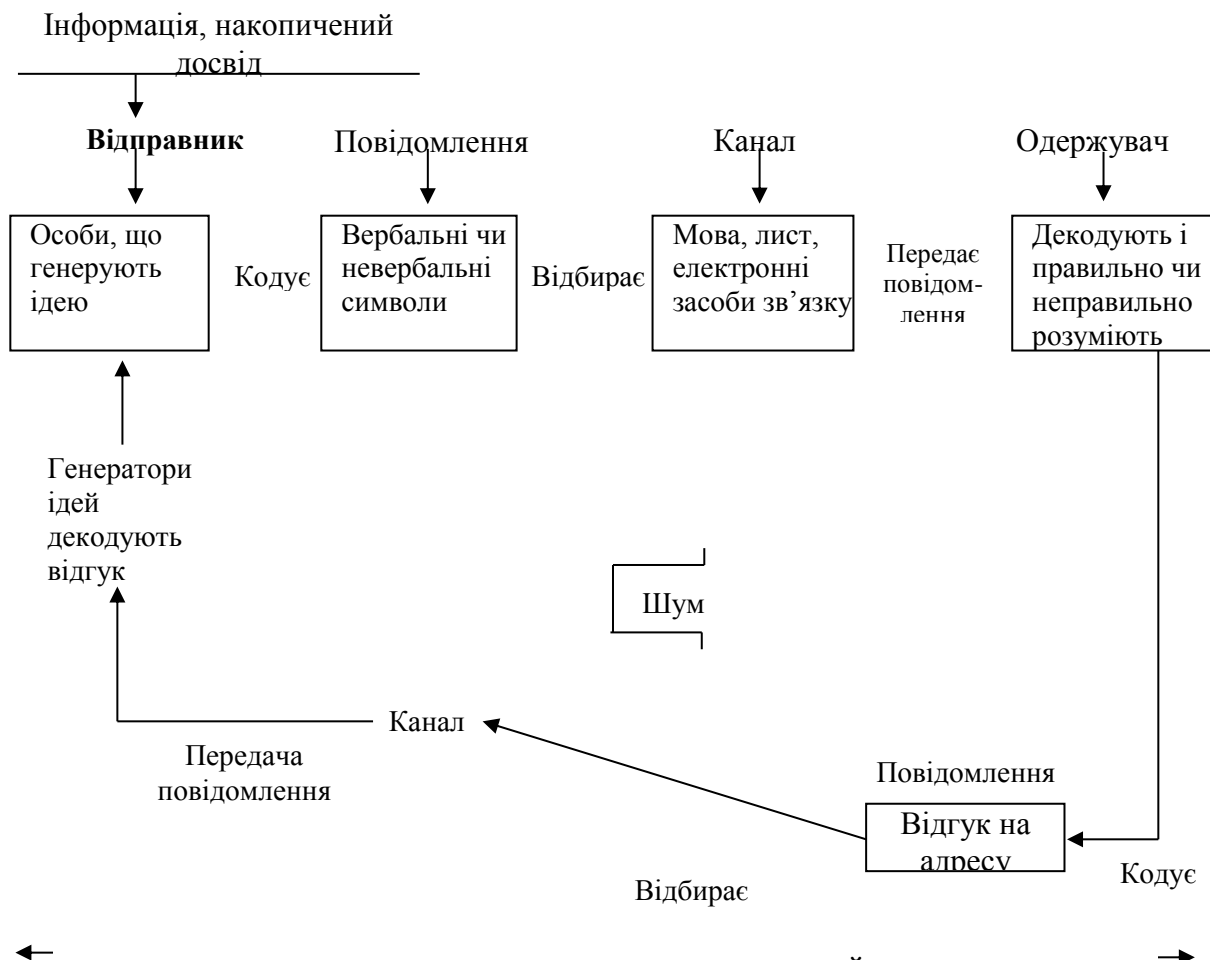 Інформація, накопичений
досвід
Відправник
Повідомлення
Канал
Одержувач
Особи, що
генерують
ідею
Кодує
Вербальні чи
невербальні
символи
Відбирає
Мова, лист,
електронні
засоби зв’язку
Передає
повідом-
лення
Декодують і
правильно чи
неправильно
розуміють
Генератори
ідей
декодують
відгук
Шум
Канал
Передача
повідомлення
Повідомлення
Відгук на
адресу
Відбирає
Кодує